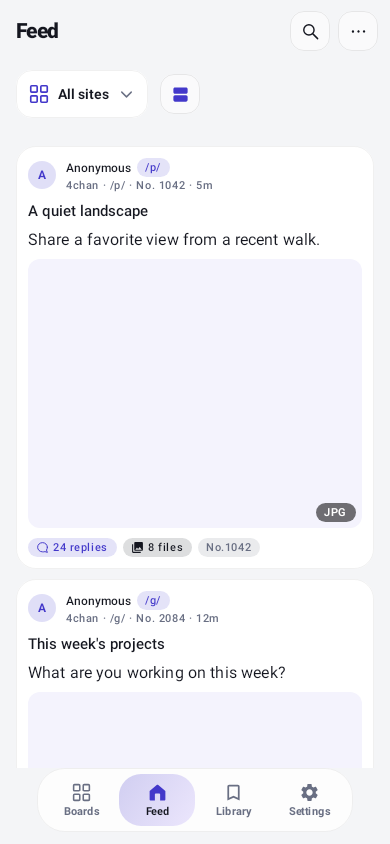 Feed
All sites
A
Anonymous /p/
4chan · /p/ · No. 1042 · 5m
A quiet landscape
Share a favorite view from a recent walk.
JPG
24 replies 8 files No.1042
A
Anonymous /g/
4chan · /g/ · No. 2084 · 12m
This week's projects
What are you working on this week?
Boards Feed Library Settings